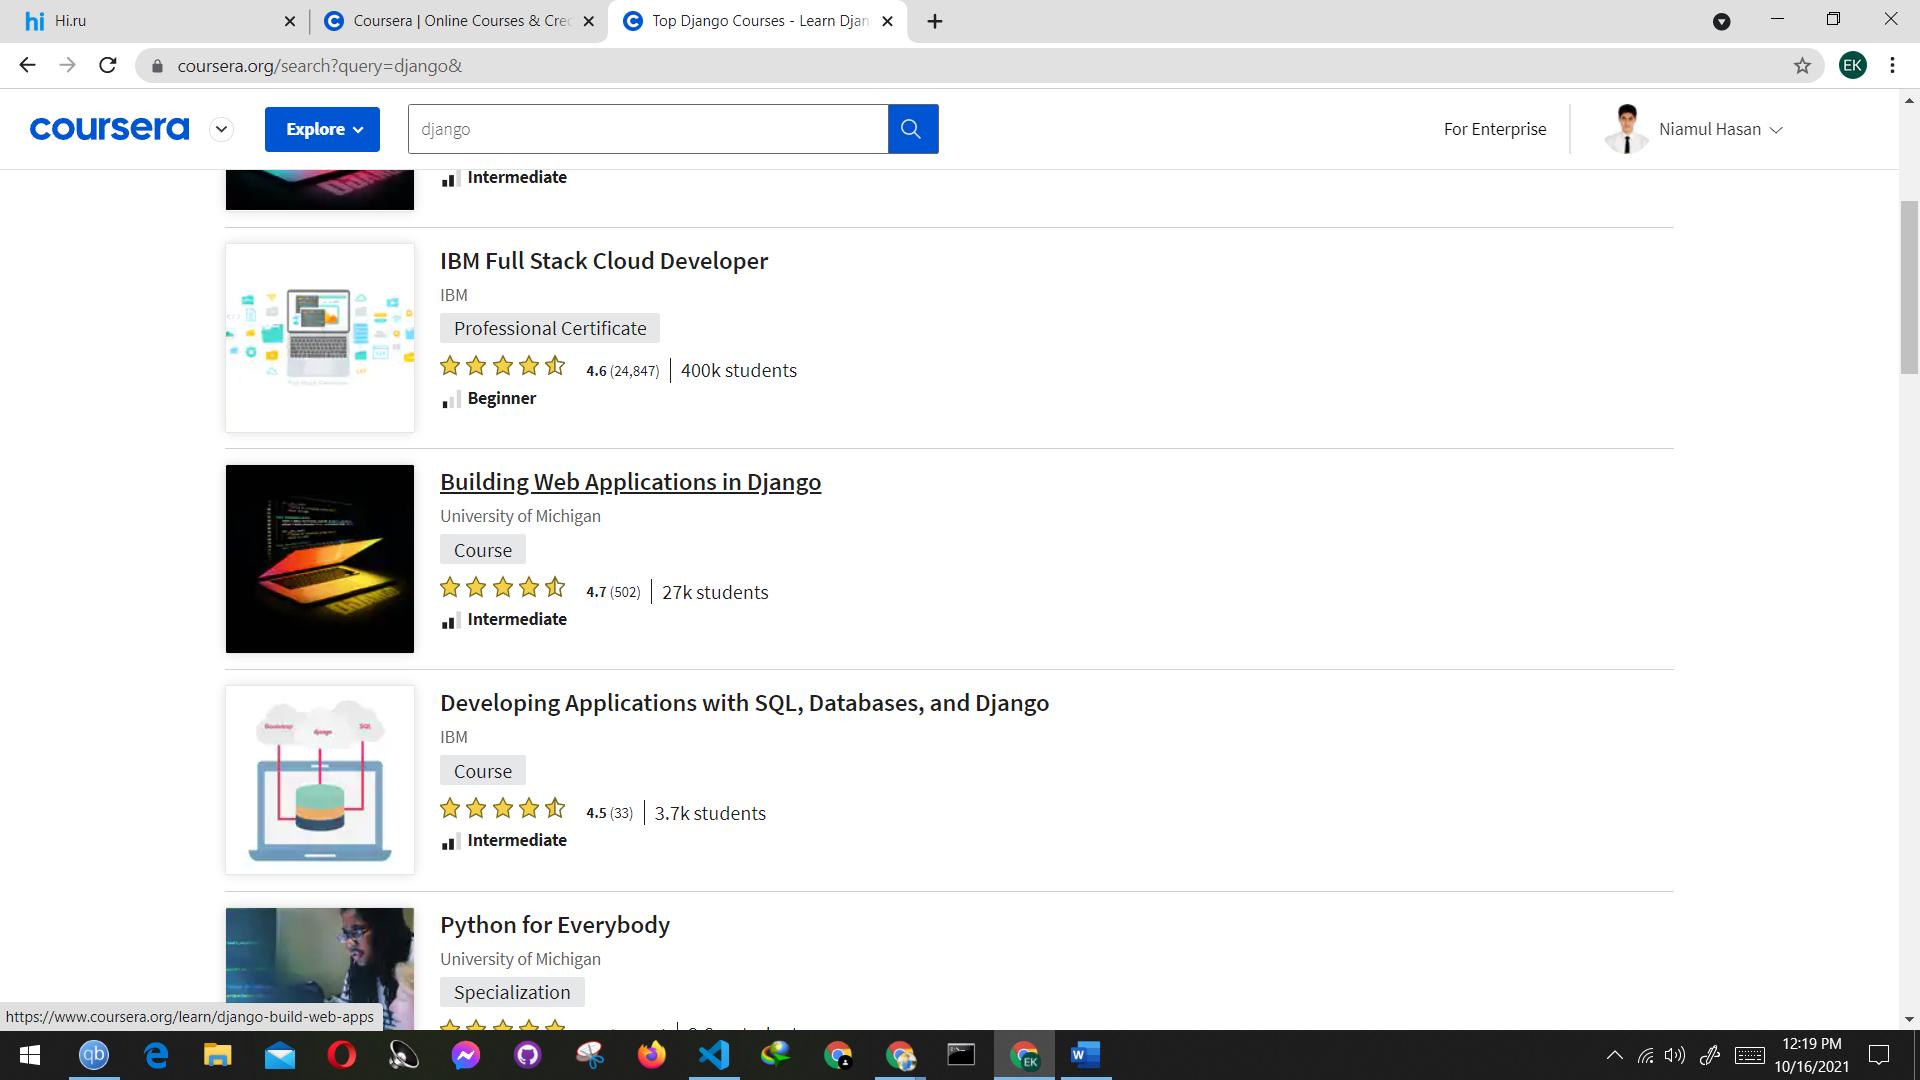 Hi.ru
Coursera | Online Courses & Cre
Top Django Courses - Learn Djan
coursera.org/search?query=django&
EK
coursera
Explore
django
For Enterprise
Niamul Hasan
Intermediate
IBM Full Stack Cloud Developer
IBM
Professional Certificate
4.6 (24,847) 400k students
Beginner
Building Web Applications in Django
University of Michigan
Course
4.7 (502) 27k students
Intermediate
Developing Applications with SQL, Databases, and Django
IBM
Course
4.5 (33) 3.7k students
Intermediate
Python for Everybody
University of Michigan
Specialization
https://www.coursera.org/learn/django-build-web-apps
12:19 PM
10/16/2021